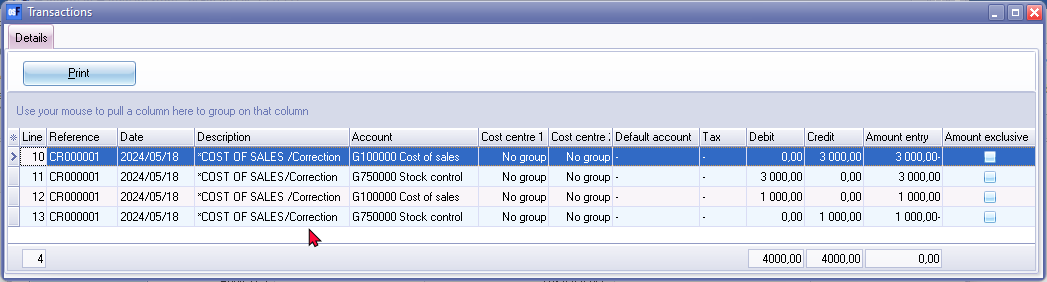 Transactions
Details
Print
Use your mouse to pull a column here to group on that column
Line Reference Date Description Account Cost centre 1 Cost centre 2 Default account Tax Debit Credit Amount entry Amount exclusive
10 CR000001 2024/05/18 *COST OF SALES /Correction G100000 Cost of sales No group No group - - 0,00 3 000,00 3 000,00-
11 CR000001 2024/05/18 *COST OF SALES/Correction G750000 Stock control No group No group - - 3 000,00 0,00 3 000,00
12 CR000001 2024/05/18 *COST OF SALES /Correction G100000 Cost of sales No group No group - - 1 000,00 0,00 1 000,00
13 CR000001 2024/05/18 *COST OF SALES/Correction G750000 Stock control No group No group - - 0,00 1 000,00 1 000,00-
4 4000,00 4000,00 0,00